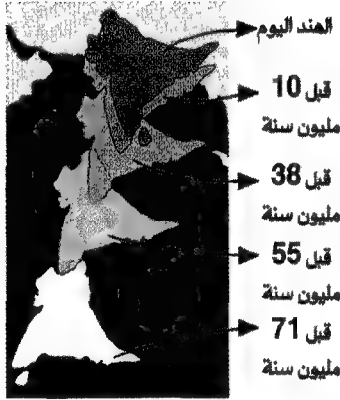 الهند اليوم
قبل 10
مليون سنة
قبل 38
مليون سنة
قبل 55
مليون سنة
قبل 71
مليون سنة